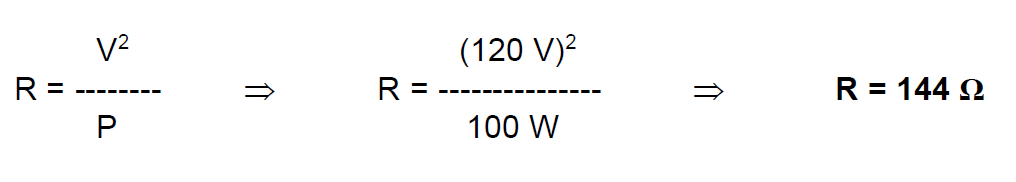 V²                    (120 V)²
R = --------    ⇒    R = ---------------    ⇒    R = 144 Ω
P                     100 W